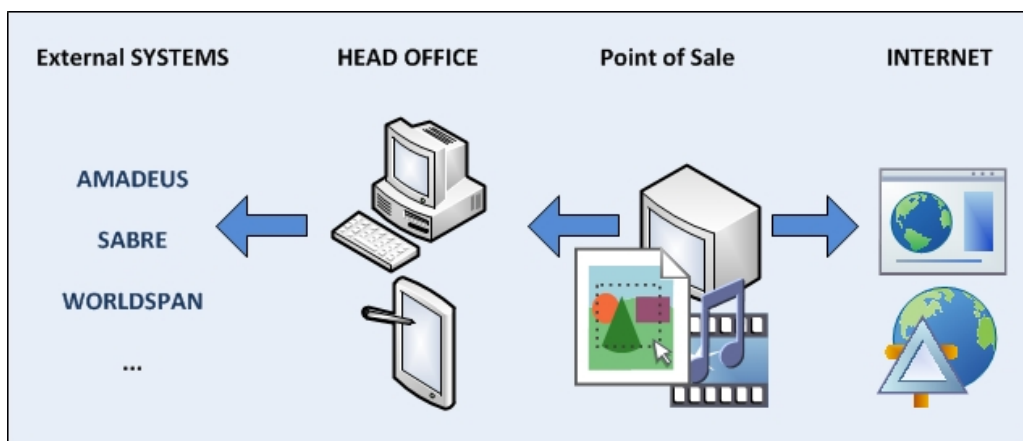 External SYSTEMS
HEAD OFFICE
Point of Sale
INTERNET
AMADEUS
SABRE
WORLDSPAN
...